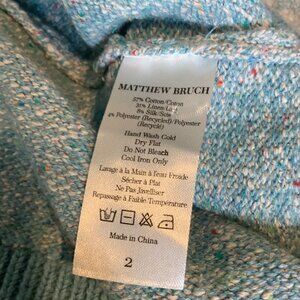 MATTHEW BRUCH
57% Cotton/Coton
31% Linen/Lin
8% Silk/Soie
4% Polyester (Recycled)/Polyester
(Recyclé)
Hand Wash Cold
Dry Flat
Do Not Bleach
Cool Iron Only
Lavage à la Main à l'eau Froide
Sécher à Plat
Ne Pas Javelliser
Repassage à Faible Température
Made in China
2